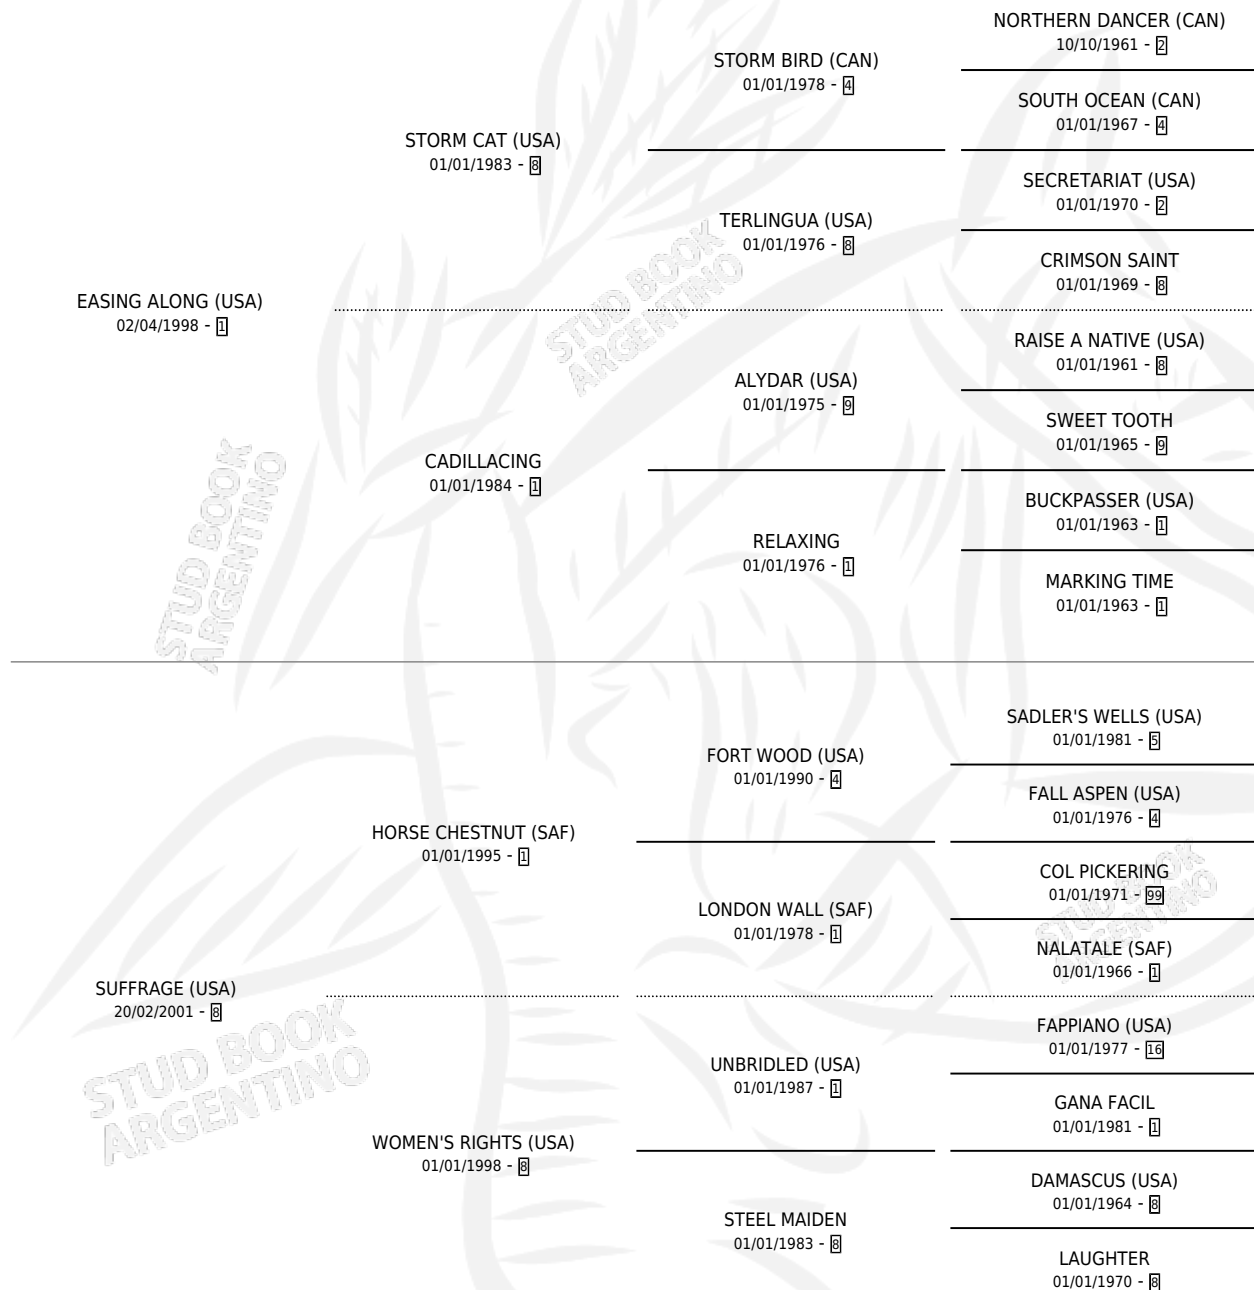 NORTHERN DANCER (CAN)
10/10/1961 - 2
STORM BIRD (CAN)
01/01/1978 - 4
SOUTH OCEAN (CAN)
01/01/1967 - 4
STORM CAT (USA)
01/01/1983 - 8
SECRETARIAT (USA)
01/01/1970 - 2
TERLINGUA (USA)
01/01/1976 - 8
CRIMSON SAINT
01/01/1969 - 8
EASING ALONG (USA)
02/04/1998 - 1
STUD BOOK
ARGENTINO
RAISE A NATIVE (USA)
01/01/1961 - 8
ALYDAR (USA)
01/01/1975 - 9
SWEET TOOTH
01/01/1965 - 9
CADILLACING
01/01/1984 - 1
BUCKPASSER (USA)
01/01/1963 - 1
RELAXING
01/01/1976 - 1
MARKING TIME
01/01/1963 - 1
STUD BOOK
ARGENTINO
SADLER'S WELLS (USA)
01/01/1981 - 5
FORT WOOD (USA)
01/01/1990 - 4
FALL ASPEN (USA)
01/01/1976 - 4
HORSE CHESTNUT (SAF)
01/01/1995 - 1
COL PICKERING
01/01/1971 - 99
LONDON WALL (SAF)
01/01/1978 - 1
NALATALE (SAF)
01/01/1966 - 1
STUD BOOK
ARGENTINO
SUFFRAGE (USA)
20/02/2001 - 8
STUD BOOK
ARGENTINO
FAPPIANO (USA)
01/01/1977 - 16
UNBRIDLED (USA)
01/01/1987 - 1
GANA FACIL
01/01/1981 - 1
WOMEN'S RIGHTS (USA)
01/01/1998 - 8
DAMASCUS (USA)
01/01/1964 - 8
STEEL MAIDEN
01/01/1983 - 8
LAUGHTER
01/01/1970 - 8